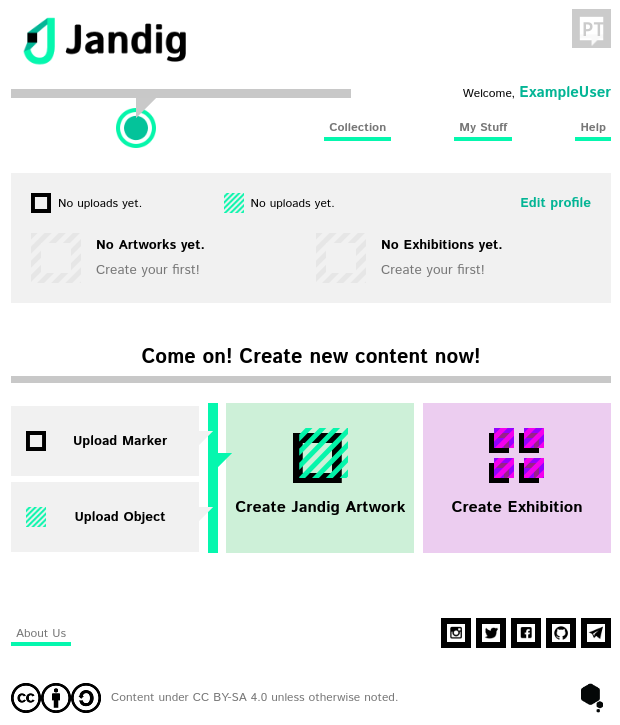 Jandig
PT
Welcome, ExampleUser
Collection
My Stuff
Help
No uploads yet.
No uploads yet.
Edit profile
No Artworks yet.
Create your first!
No Exhibitions yet.
Create your first!
Come on! Create new content now!
Upload Marker
Upload Object
Create Jandig Artwork
Create Exhibition
About Us
cc
Content under CC BY-SA 4.0 unless otherwise noted.